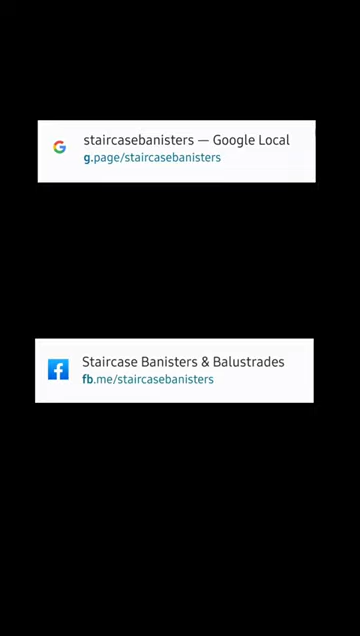 staircasebanisters — Google Local
g.page/staircasebanisters
Staircase Banisters & Balustrades
fb.me/staircasebanisters